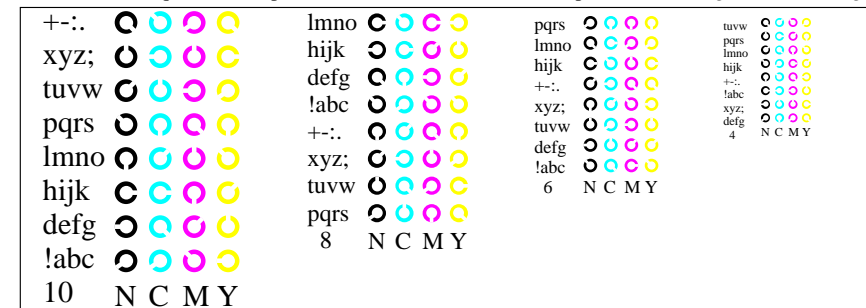 +-:.
xyz;
tuvw
pqrs
lmno
hijk
defg
!abc
10 N C M Y
lmno
hijk
defg
!abc
+-:.
xyz;
tuvw
pqrs
8 N C M Y
pqrs
lmno
hijk
+-:.
xyz;
tuvw
defg
!abc
6 N C M Y
tuvw
pqrs
lmno
hijk
+-:.
!abc
xyz;
defg
4 N C M Y